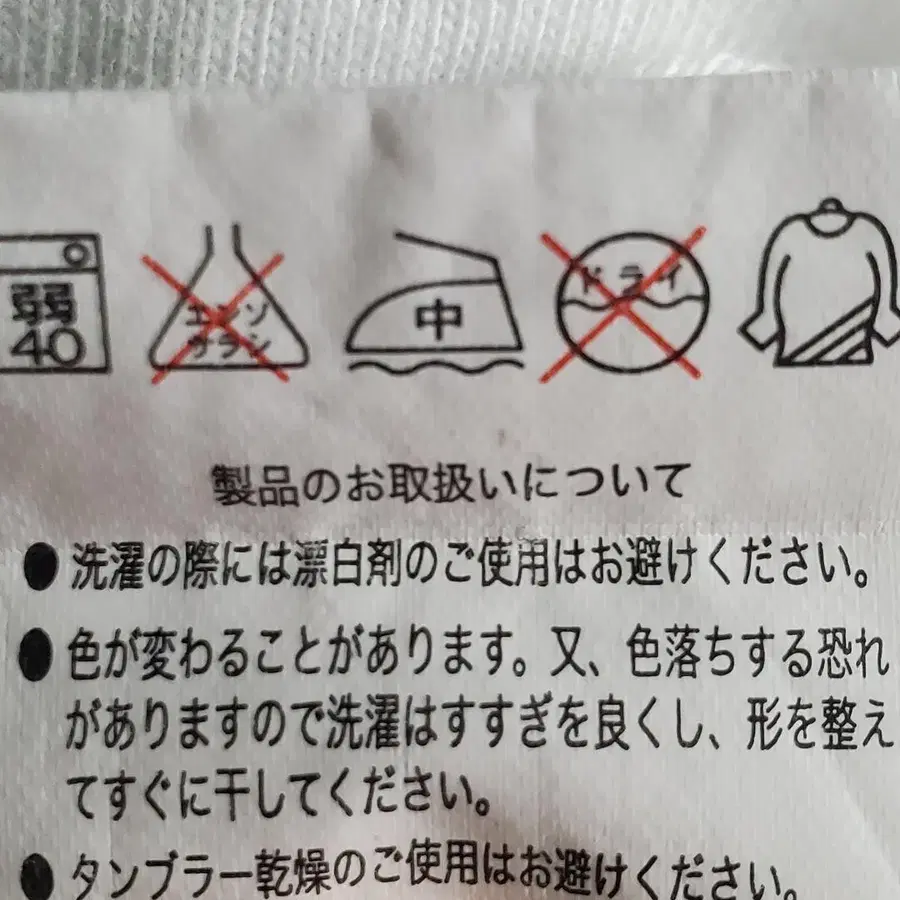 弱
40
エンソ
サラシ
中
ドライ
製品のお取扱いについて
● 洗濯の際には漂白剤のご使用はお避けください。
● 色が変わることがあります。又、色落ちする恐れ
がありますので洗濯はすすぎを良くし、形を整え
てすぐに干してください。
● タンブラー乾燥のご使用はお避けください。